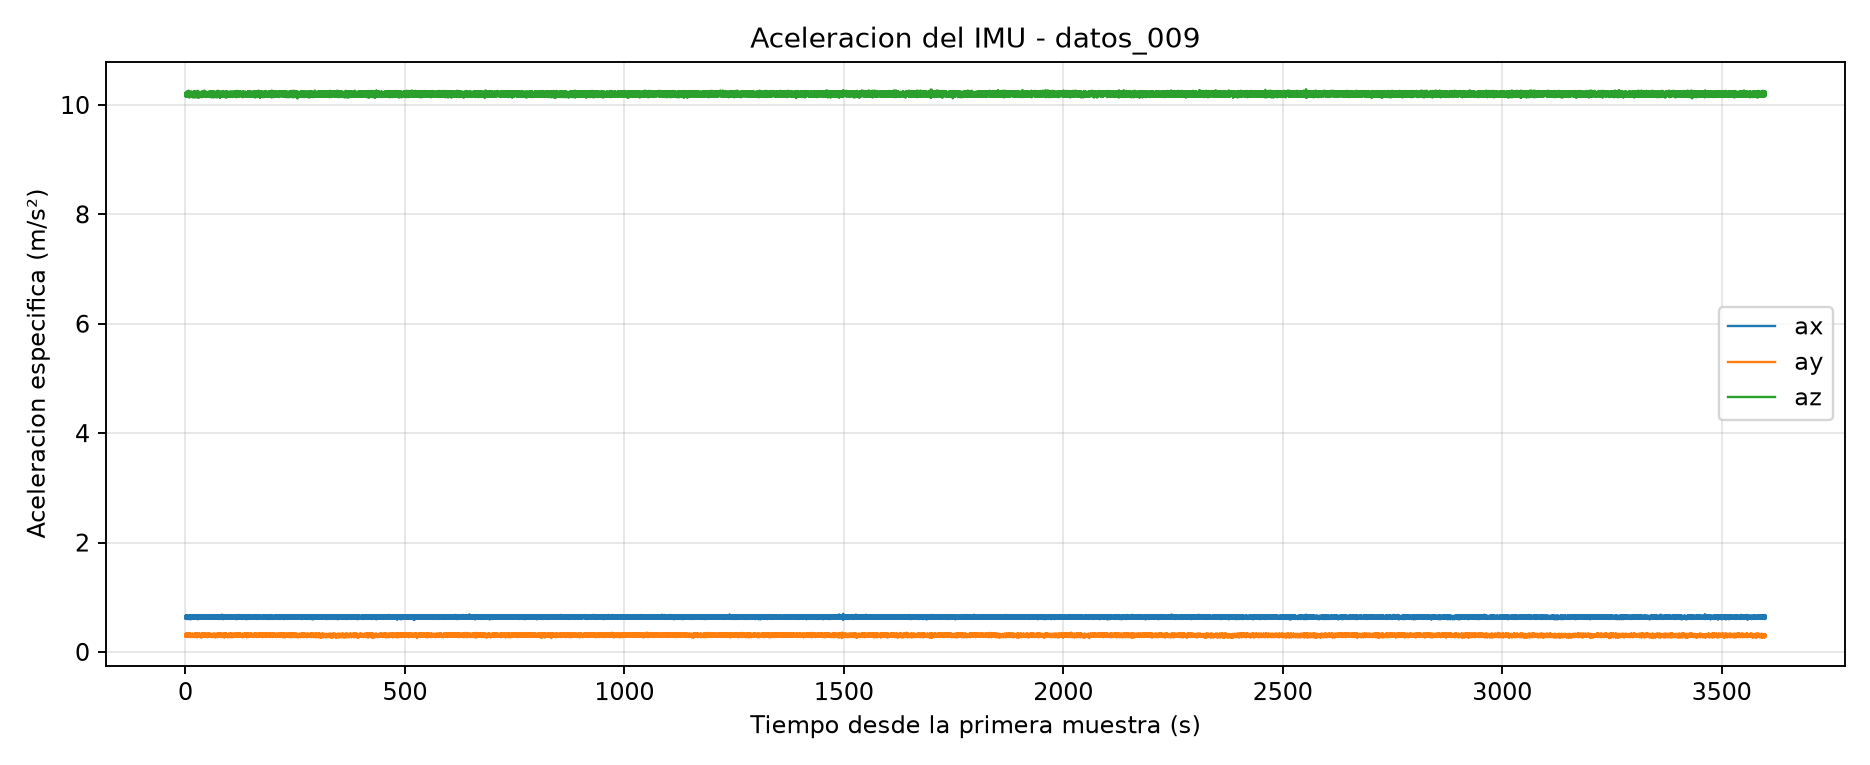 Aceleracion del IMU - datos_009
Aceleracion especifica (m/s²)
10
8
6
4
2
0
ax
ay
az
0 500 1000 1500 2000 2500 3000 3500
Tiempo desde la primera muestra (s)